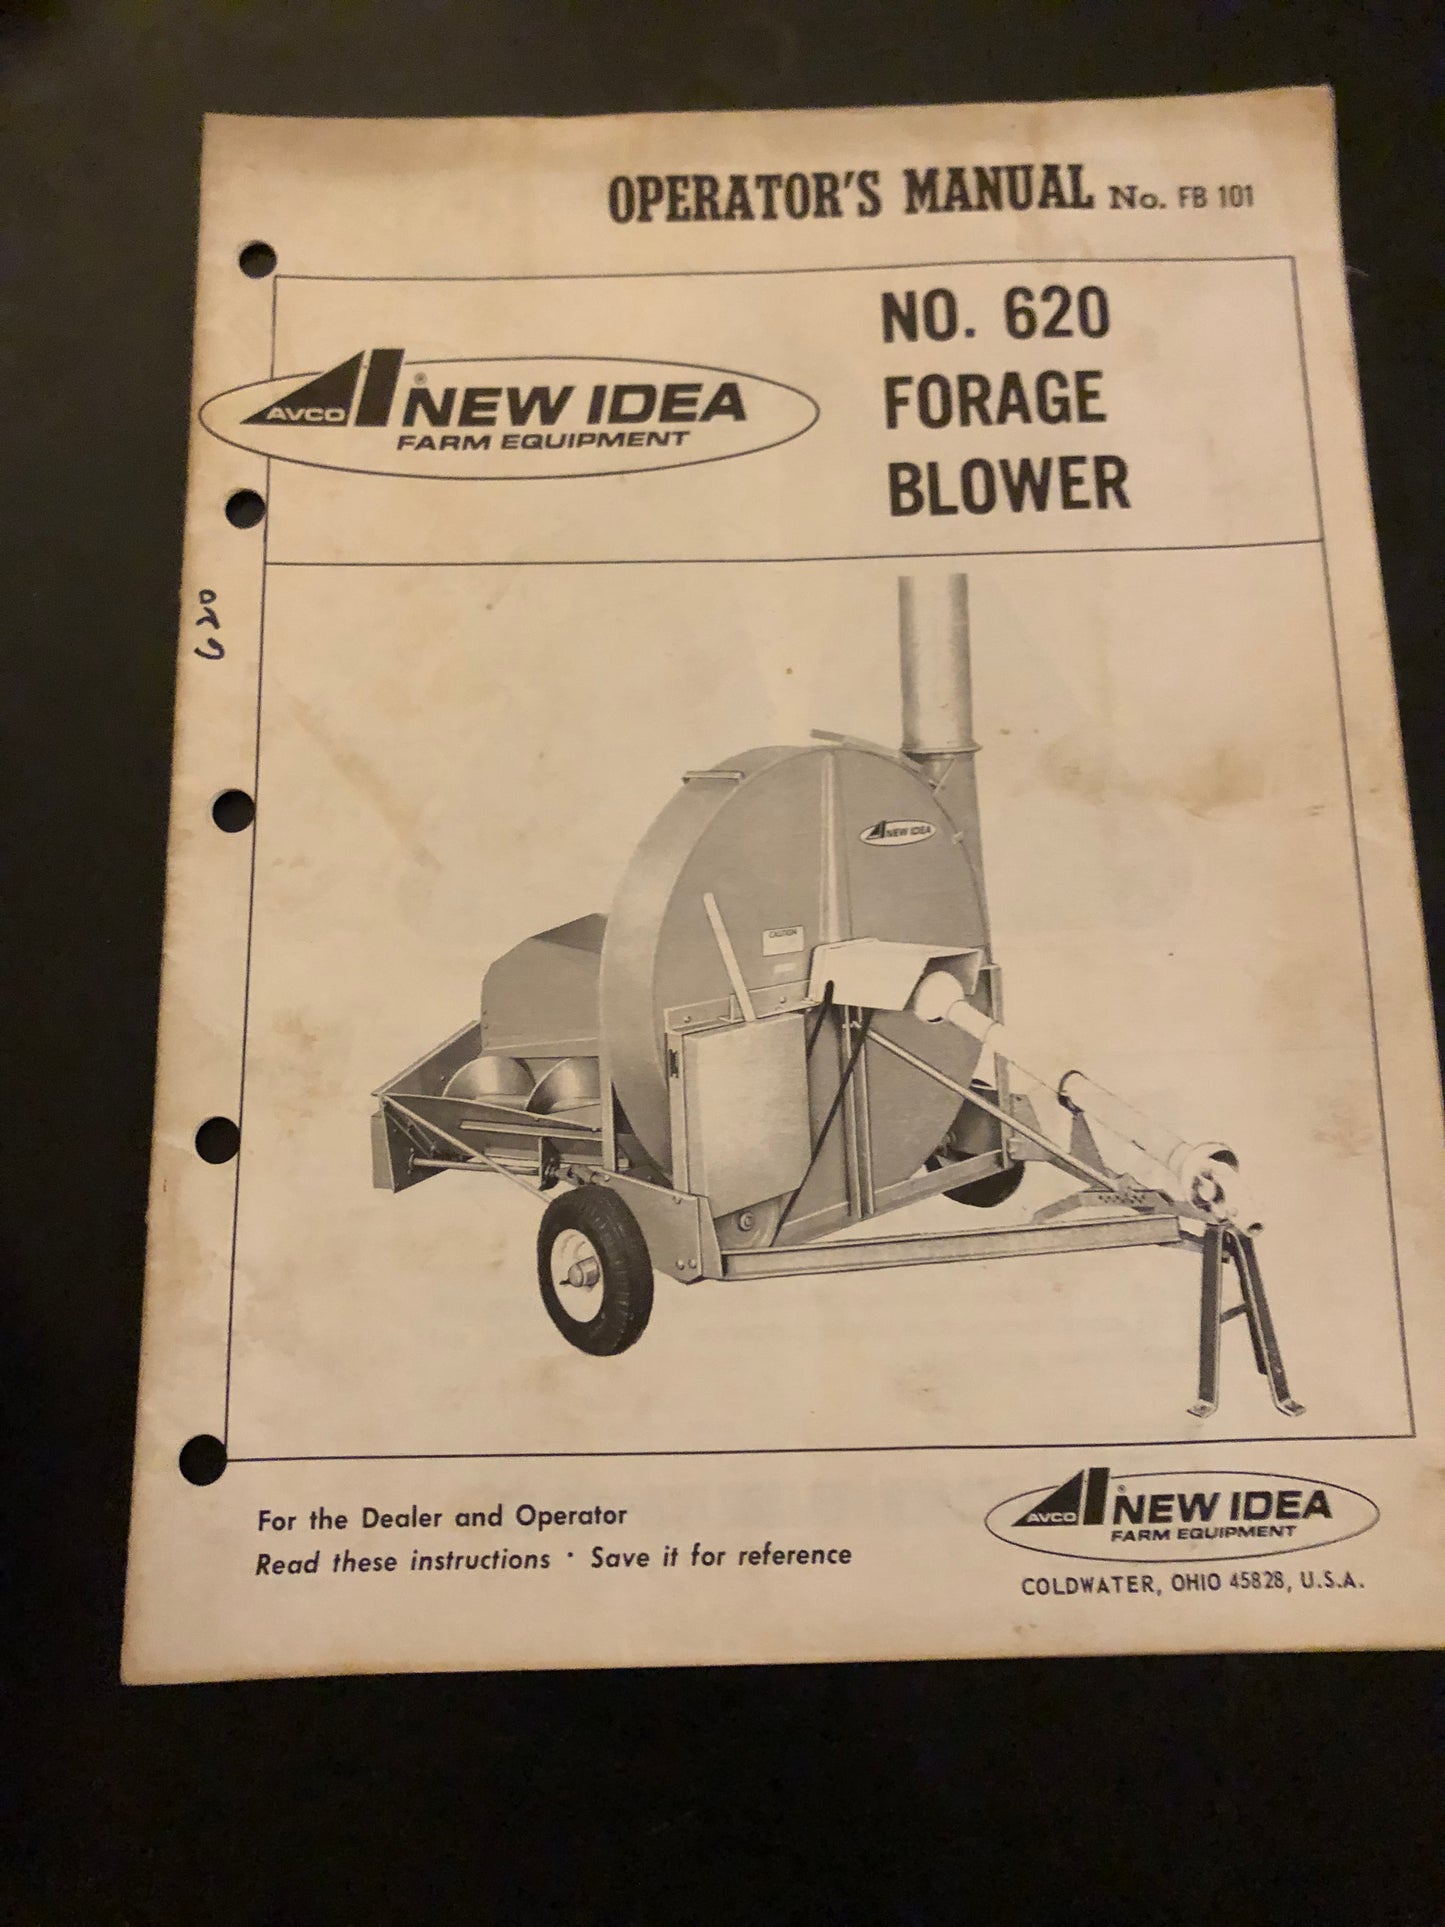 OPERATOR'S MANUAL No. FB 101
NO. 620
FORAGE
BLOWER
AVCO ® NEW IDEA
FARM EQUIPMENT
620
NEW IDEA
CAUTION
For the Dealer and Operator
Read these instructions · Save it for reference
AVCO ® NEW IDEA
FARM EQUIPMENT
COLDWATER, OHIO 45828, U.S.A.